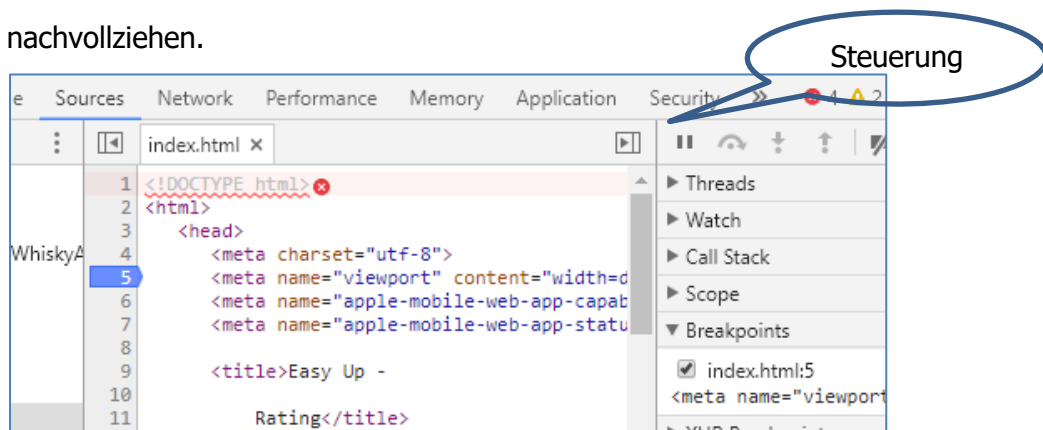 nachvollziehen.
Steuerung
e Sources Network Performance Memory Application Security » 4 2
index.html ×
1 <!DOCTYPE html>
2 <html>
3 <head>
4 <meta charset="utf-8">
5 <meta name="viewport" content="width=d
6 <meta name="apple-mobile-web-app-capab
7 <meta name="apple-mobile-web-app-statu
8
9 <title>Easy Up -
10
11 Rating</title>
WhiskyA
Threads
Watch
Call Stack
Scope
Breakpoints
index.html:5
<meta name="viewport